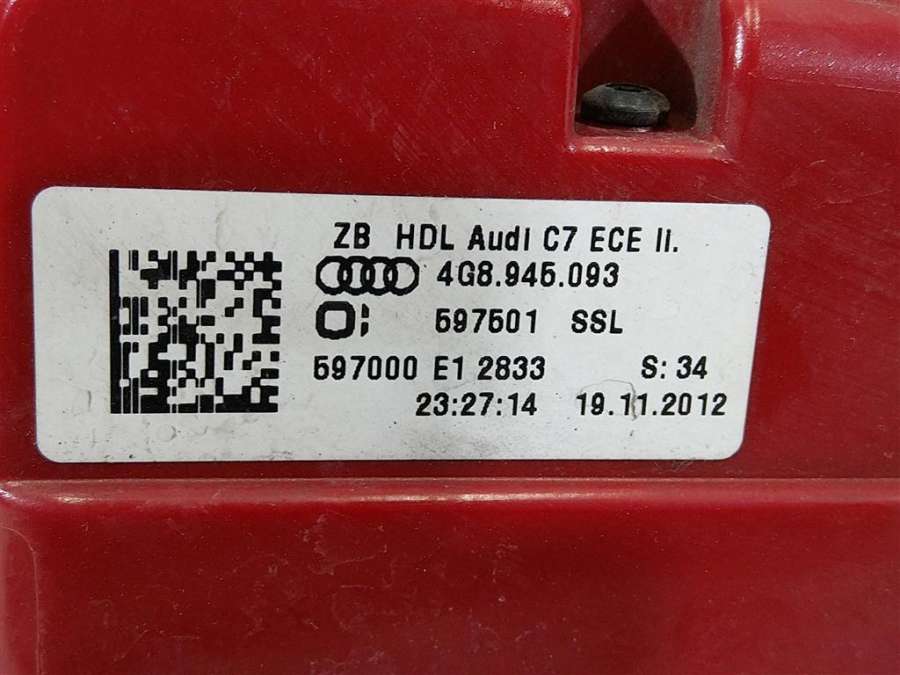 ZB HDL Audi C7 ECE II.
4G8.945.093
597501 SSL
597000 E1 2833 S: 34
23:27:14 19.11.2012